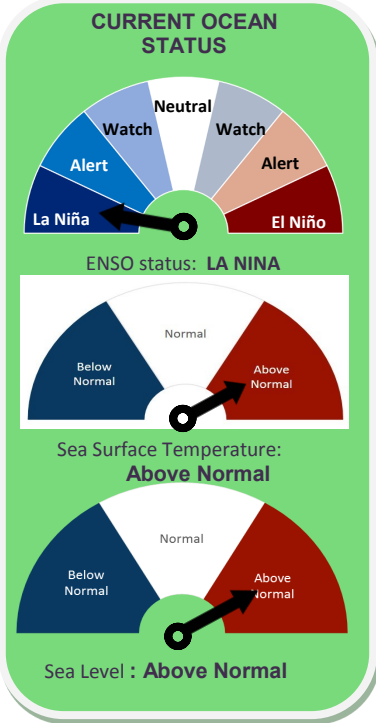 CURRENT OCEAN
STATUS
Neutral
Watch
Watch
Alert
Alert
La Niña
El Niño
ENSO status: LA NINA
Normal
Below
Normal
Above
Normal
Sea Surface Temperature:
Above Normal
Normal
Below
Normal
Above
Normal
Sea Level : Above Normal